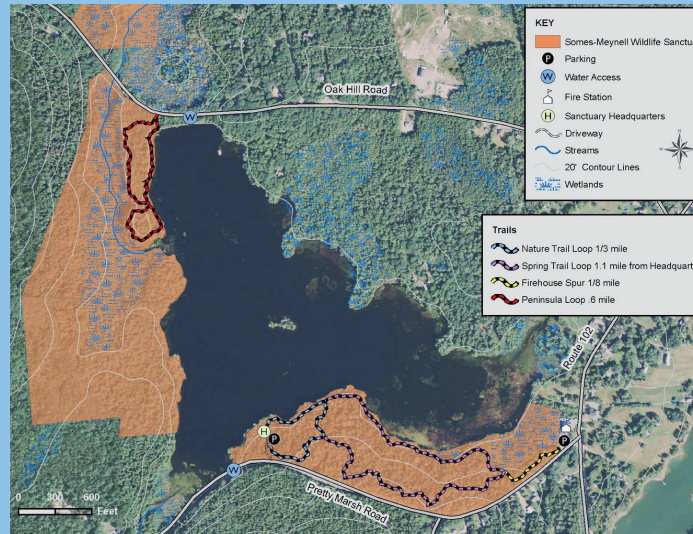 KEY
Somes-Meynell Wildlife Sanctu
P Parking
W Water Access
Fire Station
H Sanctuary Headquarters
Driveway
Streams
20' Contour Lines
Wetlands
Trails
Nature Trail Loop 1/3 mile
Spring Trail Loop 1.1 mile from Headquart
Firehouse Spur 1/8 mile
Peninsula Loop .6 mile
Oak Hill Road
W
Route 102
H
P
P
W
Pretty Marsh Road
0 300 600
Feet